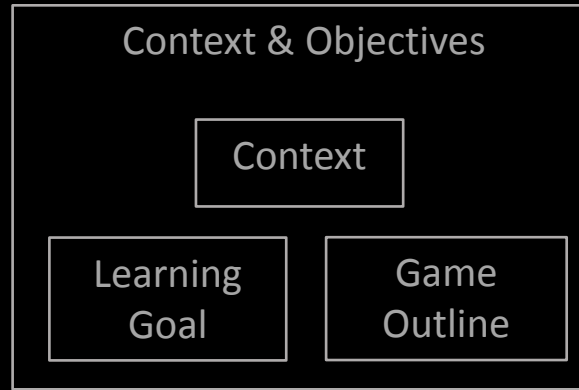 Context & Objectives
Context
Learning
Goal
Game
Outline